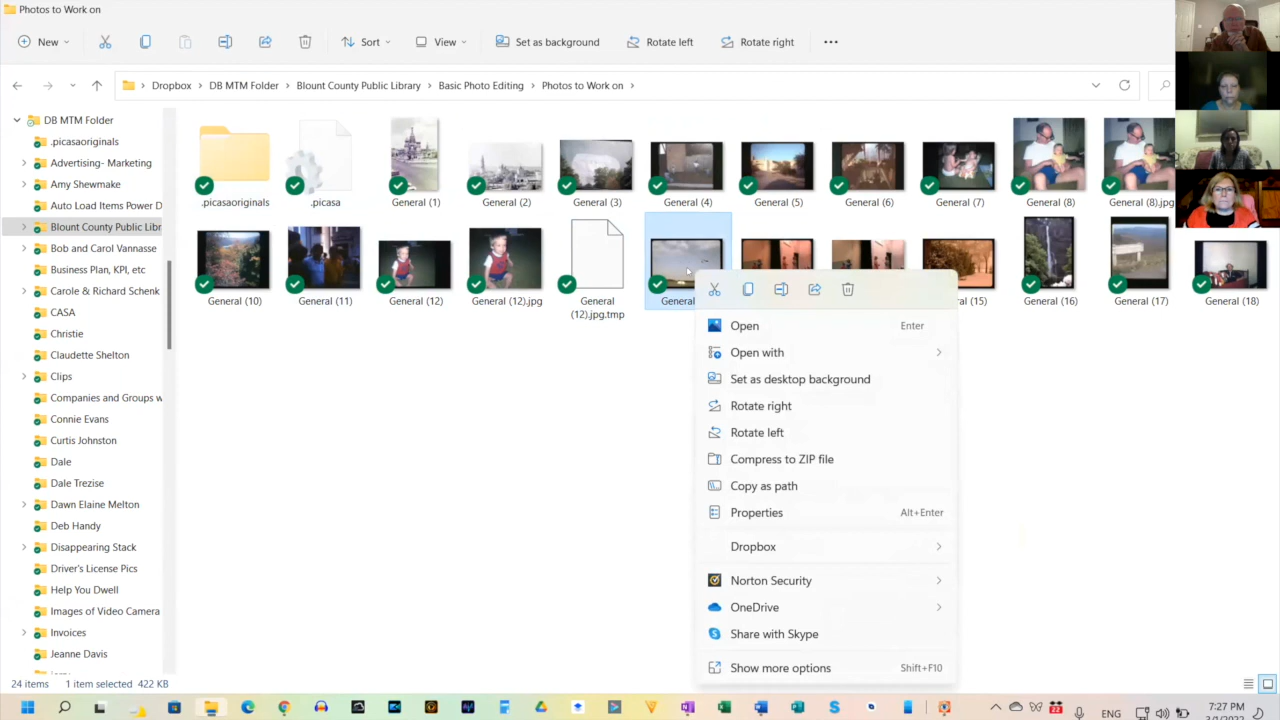 Photos to Work on
New
Sort
View
Set as background
Rotate left
Rotate right
Dropbox
DB MTM Folder
Blount County Public Library
Basic Photo Editing
Photos to Work on
DB MTM Folder
.picasaoriginals
Advertising- Marketing
Amy Shewmake
Auto Load Items Power D
Blount County Public Libr
Bob and Carol Vannasse
Business Plan, KPI, etc
Carole & Richard Schenk
CASA
Christie
Claudette Shelton
Clips
Companies and Groups w
Connie Evans
Curtis Johnston
Dale
Dale Trezise
Dawn Elaine Melton
Deb Handy
Disappearing Stack
Driver's License Pics
Help You Dwell
Images of Video Camera
Invoices
Jeanne Davis
.picasaoriginals
.picasa
General (1)
General (2)
General (3)
General (4)
General (5)
General (6)
General (7)
General (8)
General (8).jpg
General (10)
General (11)
General (12)
General (12).jpg
General
(12).jpg.tmp
General
(15)
General (16)
General (17)
General (18)
Open Enter
Open with
Set as desktop background
Rotate right
Rotate left
Compress to ZIP file
Copy as path
Properties Alt+Enter
Dropbox
Norton Security
OneDrive
Share with Skype
Show more options Shift+F10
24 items 1 item selected 422 KB
22
ENG
7:27 PM
3/1/2022